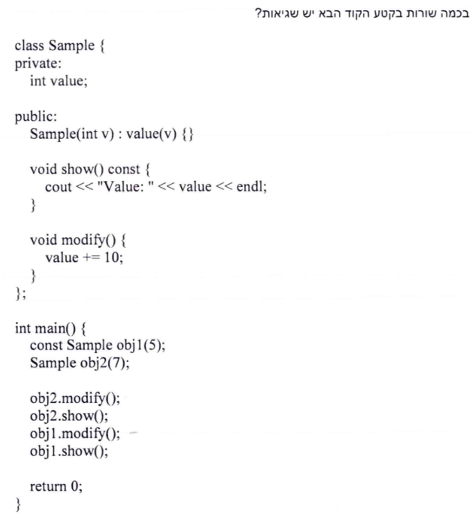 בכמה שורות בקטע הקוד הבא יש שגיאות?
class Sample {
private:
int value;
public:
Sample(int v) : value(v) {}
void show() const {
cout << "Value: " << value << endl;
}
void modify() {
value += 10;
}
};
int main() {
const Sample obj1(5);
Sample obj2(7);
obj2.modify();
obj2.show();
obj1.modify();
obj1.show();
return 0;
}